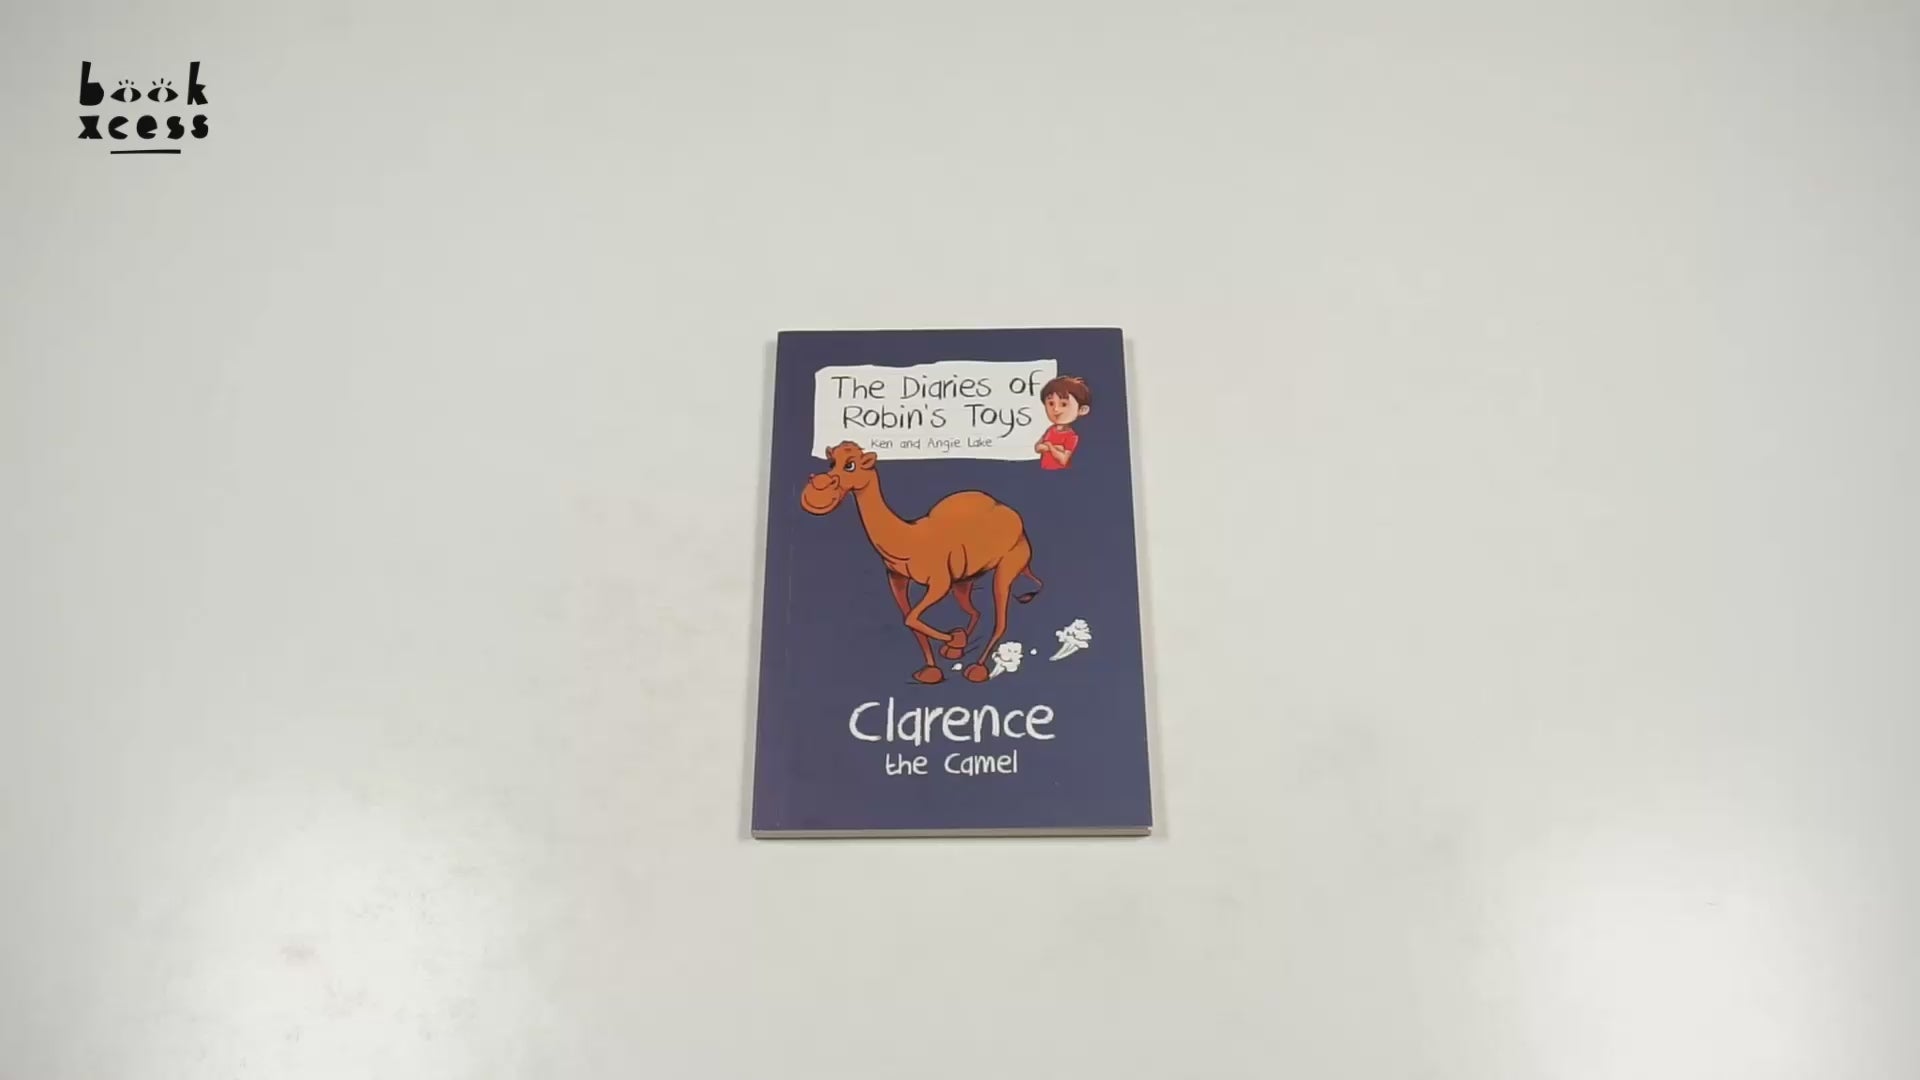 book
xcess
The Diaries of
Robin's Toys
Ken and Angie Lake
Clarence
the Camel